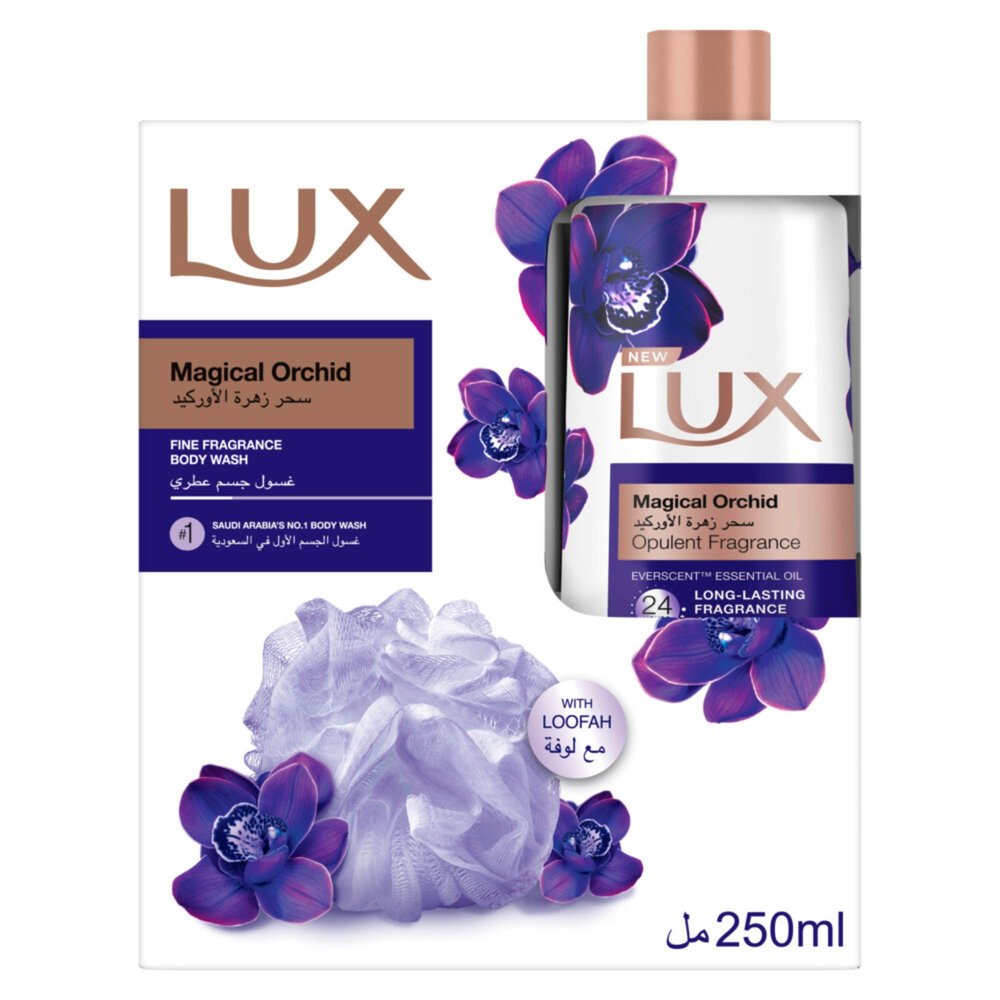 LUX
Magical Orchid
سحر زهرة الأوركيد
FINE FRAGRANCE
BODY WASH
غسول جسم عطري
#1
SAUDI ARABIA'S NO.1 BODY WASH
غسول الجسم الأول في السعودية
NEW
LUX
Magical Orchid
سحر زهرة الأوركيد
Opulent Fragrance
EVERSCENT™ ESSENTIAL OIL
24
LONG-LASTING
FRAGRANCE
WITH
LOOFAH
مع لوفة
250ml مل